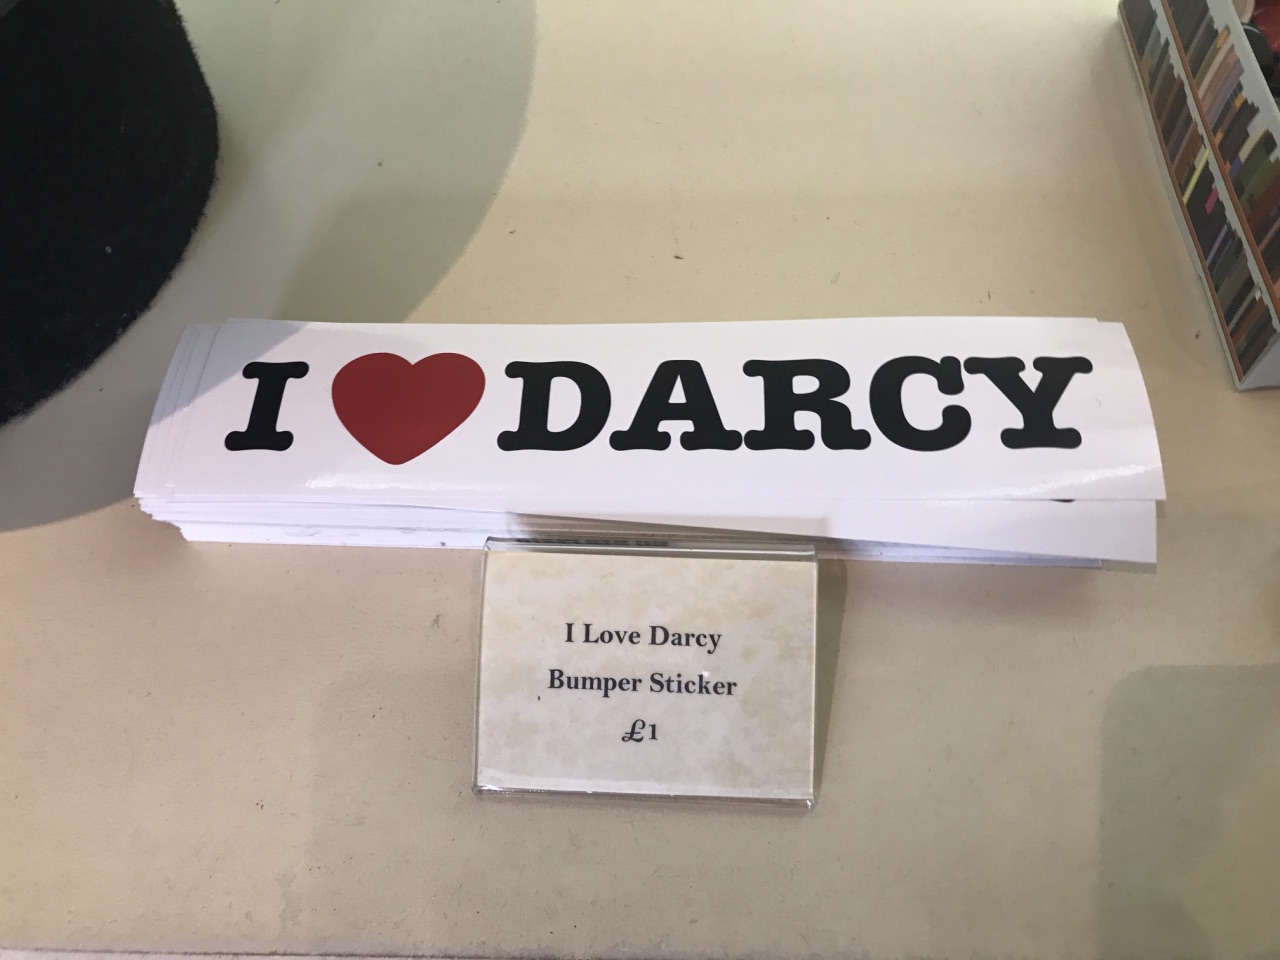 I ❤ DARCY
I Love Darcy
Bumper Sticker
£1